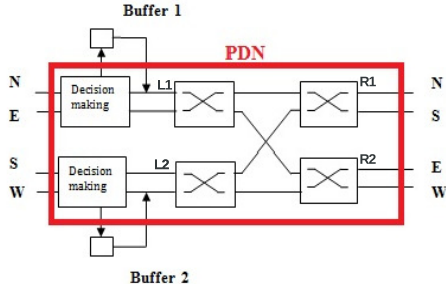 Buffer 1
PDN
N
E
Decision
making
L1
R1
N
S
S
W
Decision
making
L2
R2
E
W
Buffer 2